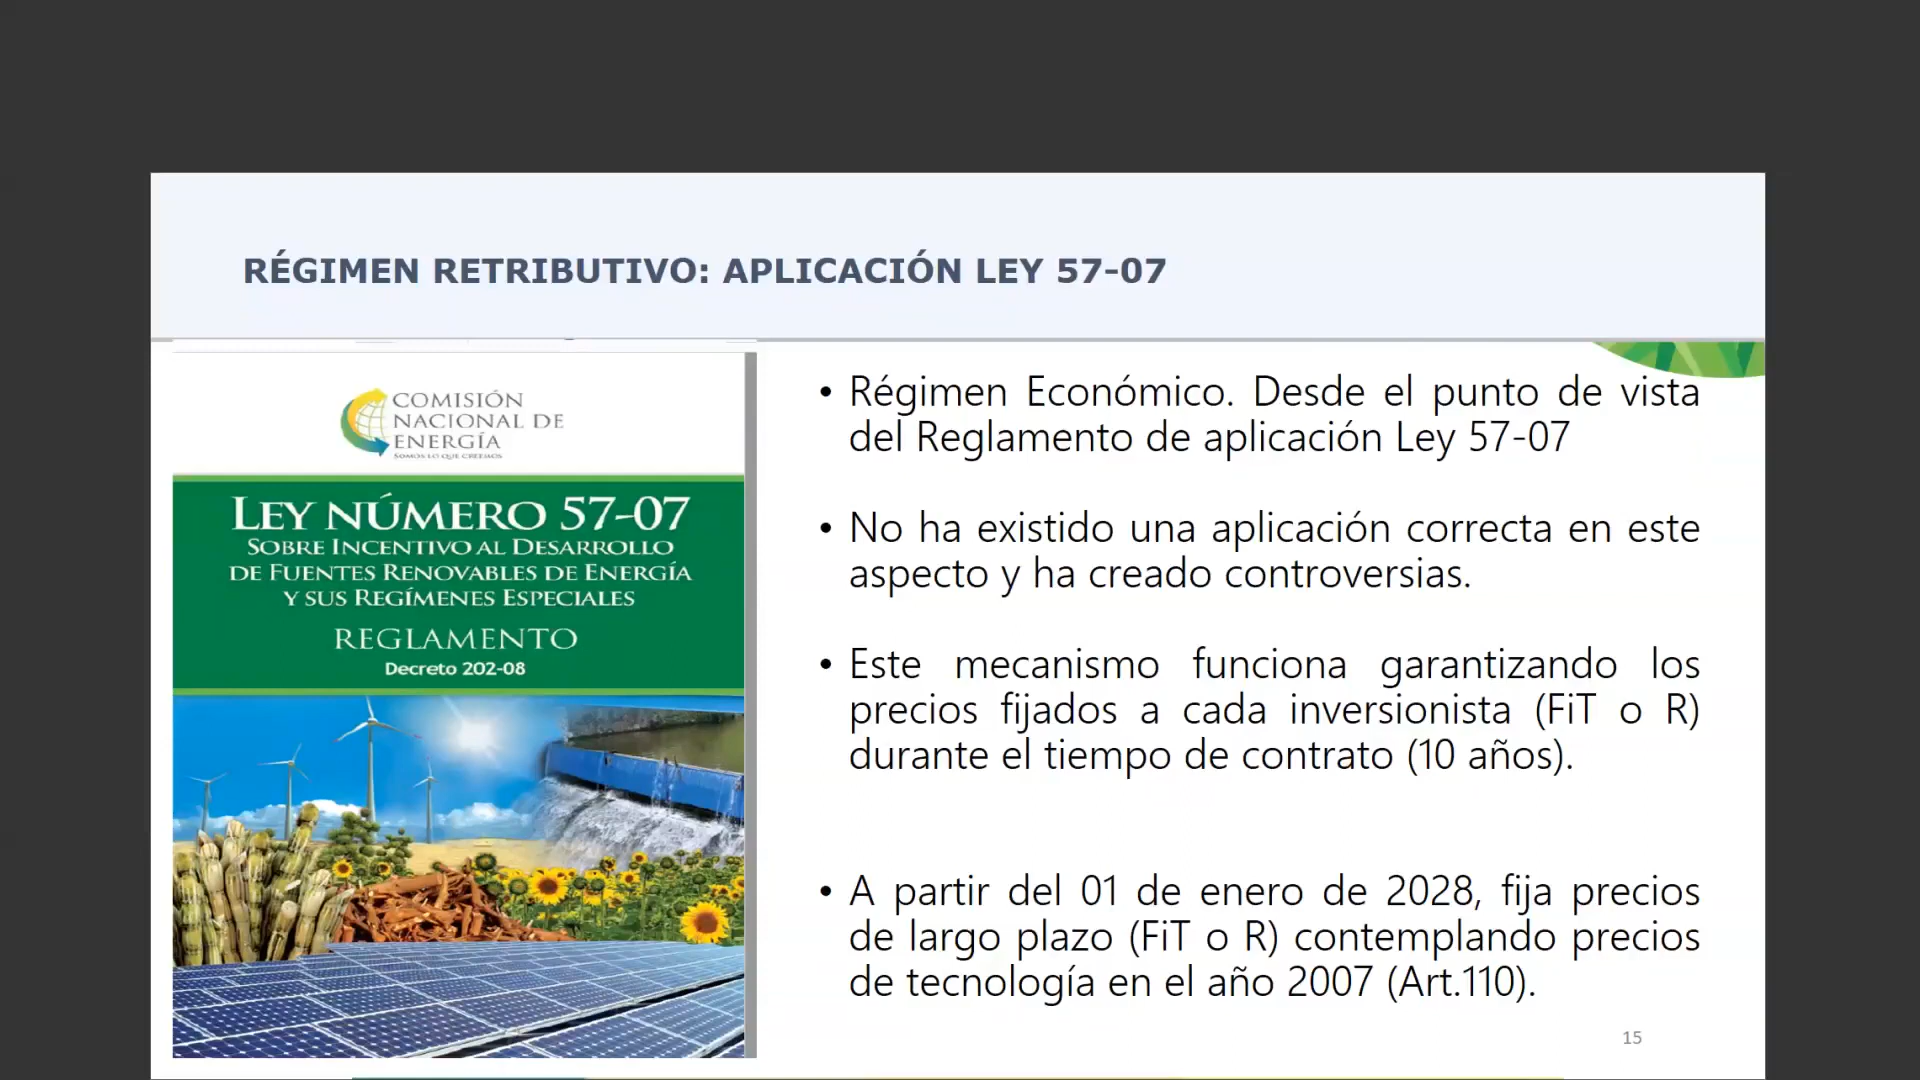 RÉGIMEN RETRIBUTIVO: APLICACIÓN LEY 57-07
COMISIÓN
NACIONAL DE
ENERGÍA
SOMOS LO QUE CREEMOS
LEY NÚMERO 57-07
SOBRE INCENTIVO AL DESARROLLO
DE FUENTES RENOVABLES DE ENERGÍA
Y SUS REGÍMENES ESPECIALES
REGLAMENTO
Decreto 202-08
• Régimen Económico. Desde el punto de vista
del Reglamento de aplicación Ley 57-07
• No ha existido una aplicación correcta en este
aspecto y ha creado controversias.
• Este mecanismo funciona garantizando los
precios fijados a cada inversionista (FiT o R)
durante el tiempo de contrato (10 años).
• A partir del 01 de enero de 2028, fija precios
de largo plazo (FiT o R) contemplando precios
de tecnología en el año 2007 (Art.110).
15